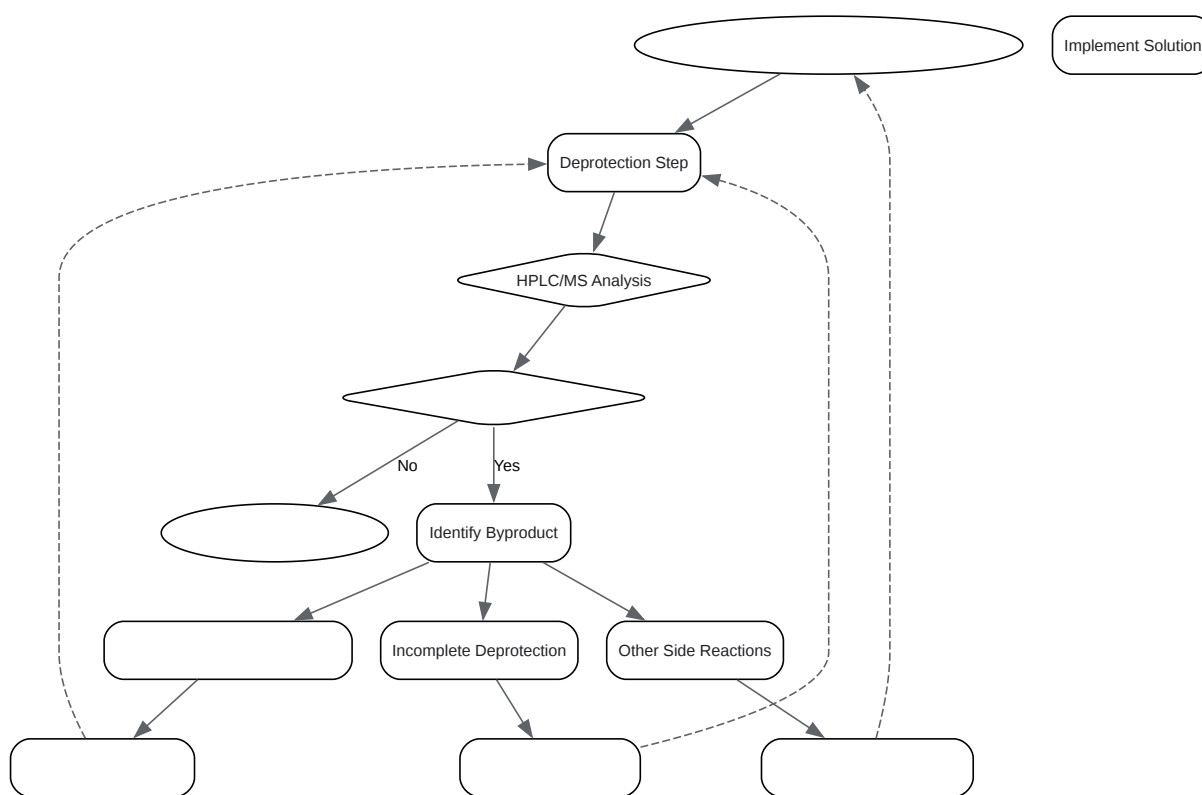 Implement Solution
Deprotection Step
HPLC/MS Analysis
No
Yes
Identify Byproduct
Incomplete Deprotection
Other Side Reactions